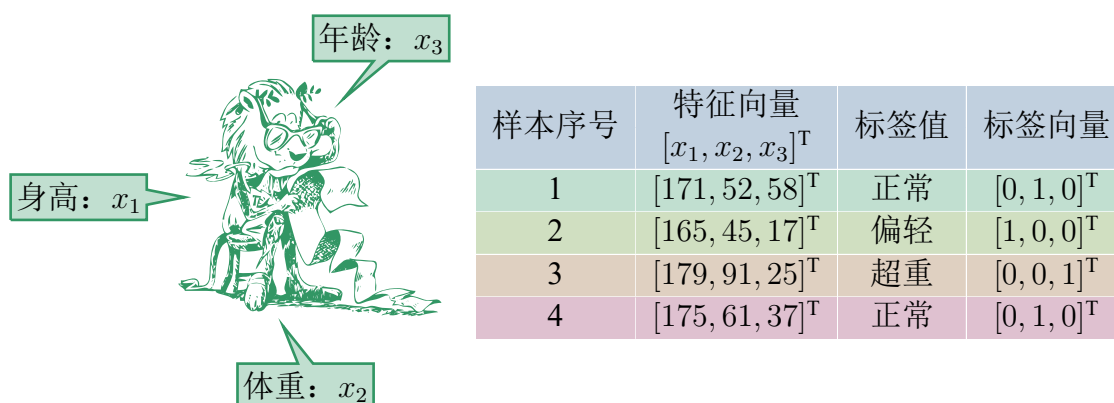 年龄：x₃
身高：x₁
体重：x₂
样本序号 特征向量 [x₁, x₂, x₃]ᵀ 标签值 标签向量
1 [171, 52, 58]ᵀ 正常 [0, 1, 0]ᵀ
2 [165, 45, 17]ᵀ 偏轻 [1, 0, 0]ᵀ
3 [179, 91, 25]ᵀ 超重 [0, 0, 1]ᵀ
4 [175, 61, 37]ᵀ 正常 [0, 1, 0]ᵀ